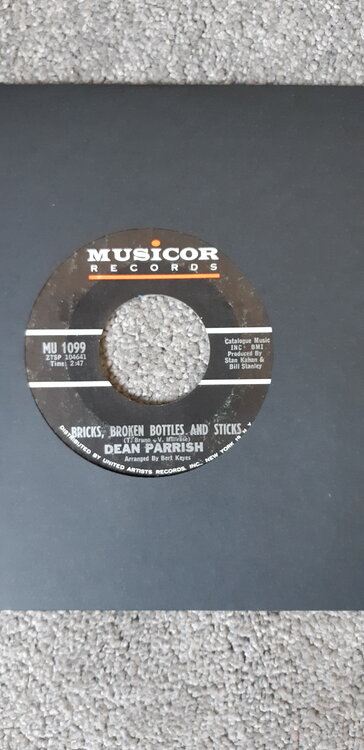 MUSICOR
RECORDS
MU 1099
ZTSP 104641
Time: 2:47
Catalogue Music
INC - BMI
Produced By
Stan Kahan &
Bill Stanley
BRICKS, BROKEN BOTTLES AND STICKS
DEAN PARRISH
Arranged By Bert Keyes
DISTRIBUTED BY UNITED ARTISTS RECORDS, INC. NEW YORK 19 N Y